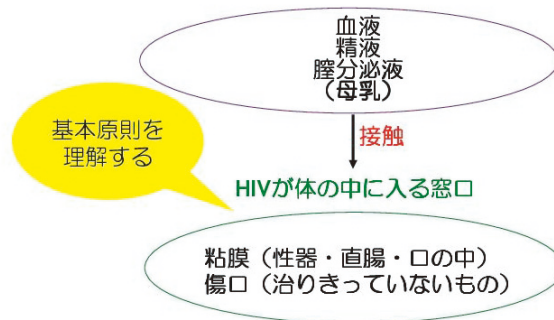 血液
精液
膣分泌液
（母乳）
基本原則を
理解する
接触
HIVが体の中に入る窓口
粘膜（性器・直腸・口の中）
傷口（治りきっていないもの）